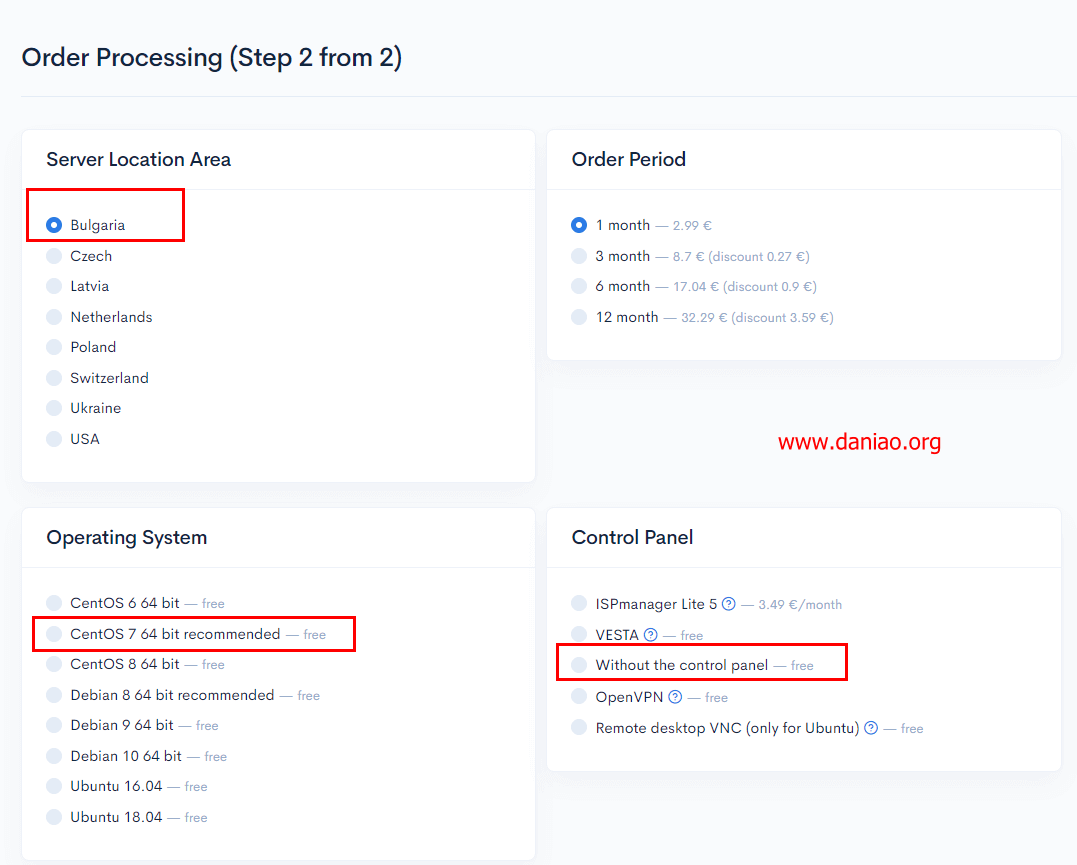 Order Processing (Step 2 from 2)
Server Location Area
Bulgaria
Czech
Latvia
Netherlands
Poland
Switzerland
Ukraine
USA
Order Period
1 month — 2.99 €
3 month — 8.7 € (discount 0.27 €)
6 month — 17.04 € (discount 0.9 €)
12 month — 32.29 € (discount 3.59 €)
www.daniao.org
Operating System
CentOS 6 64 bit — free
CentOS 7 64 bit recommended — free
CentOS 8 64 bit — free
Debian 8 64 bit recommended — free
Debian 9 64 bit — free
Debian 10 64 bit — free
Ubuntu 16.04 — free
Ubuntu 18.04 — free
Control Panel
ISPmanager Lite 5 ? — 3.49 €/month
VESTA ? — free
Without the control panel — free
OpenVPN ? — free
Remote desktop VNC (only for Ubuntu) ? — free